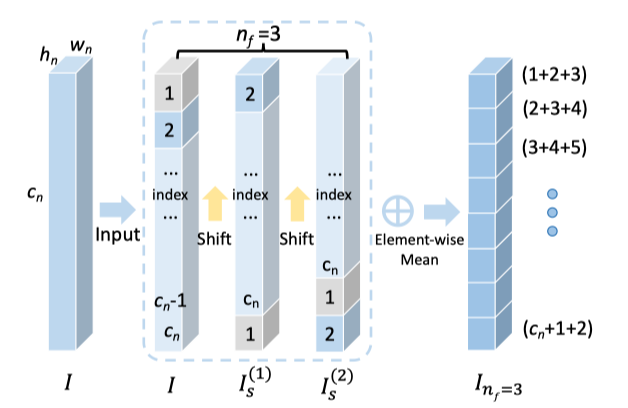 n_f=3
h_n w_n
c_n
Input
I
1
2
...
index
...
c_n-1
c_n
I
Shift
2
...
index
...
c_n
1
I_s^(1)
Shift
...
index
...
c_n
1
2
I_s^(2)
⊕
Element-wise
Mean
(1+2+3)
(2+3+4)
(3+4+5)
(c_n+1+2)
I_{n_f=3}